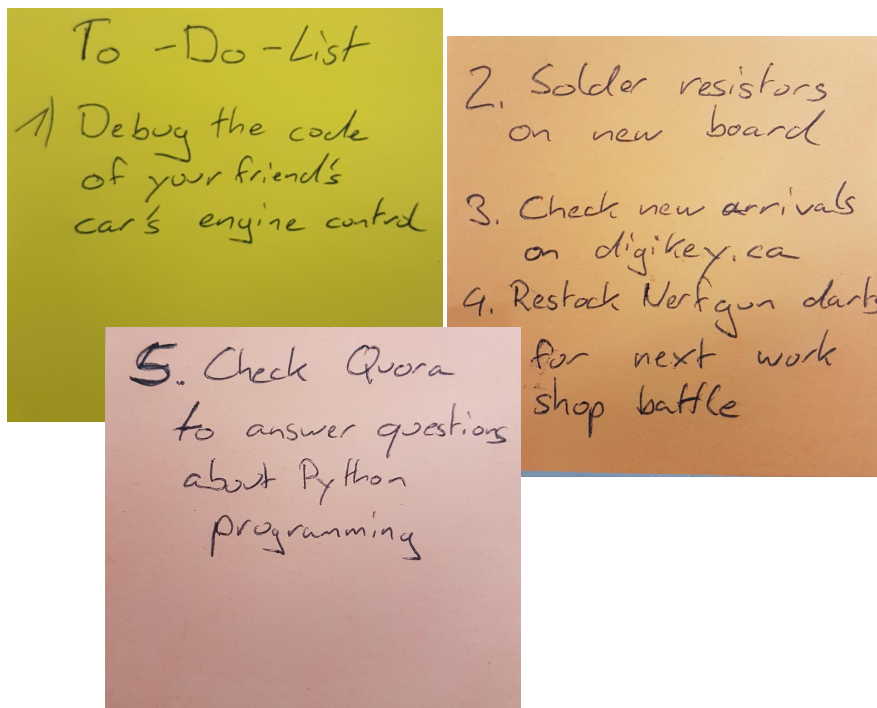 To-Do-List
1) Debug the code
of your friend's
car's engine control
2. Solder resistors
on new board
3. Check new arrivals
on digikey.ca
4. Restock Nerfgun darts
for next work
shop battle
5. Check Quora
to answer questions
about Python
programming